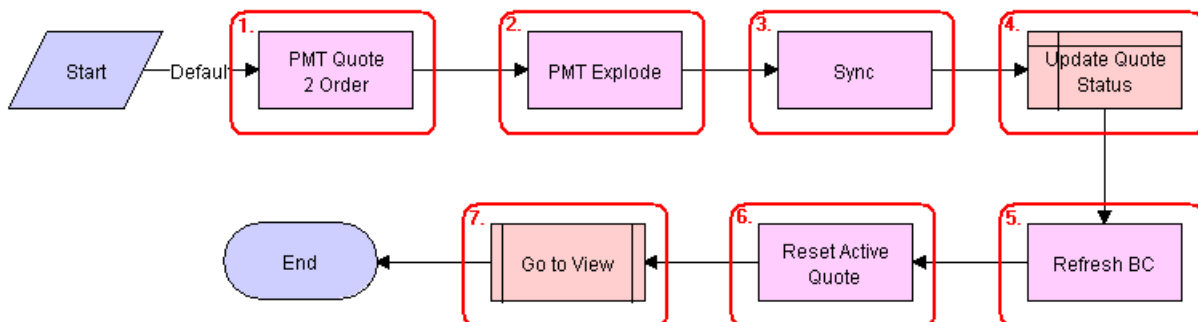 1.
2.
3.
4.
Start
Defaul
PMT Quote
2 Order
PMT Explode
Sync
Update Quote
Status
7.
6.
5.
End
Go to View
Reset Active
Quote
Refresh BC